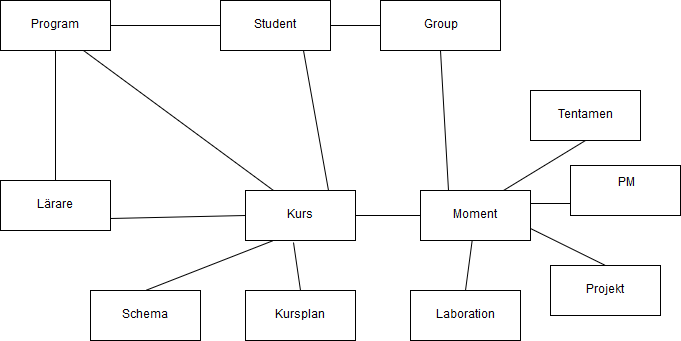 Program
Student
Group
Tentamen
PM
Lärare
Kurs
Moment
Projekt
Schema
Kursplan
Laboration